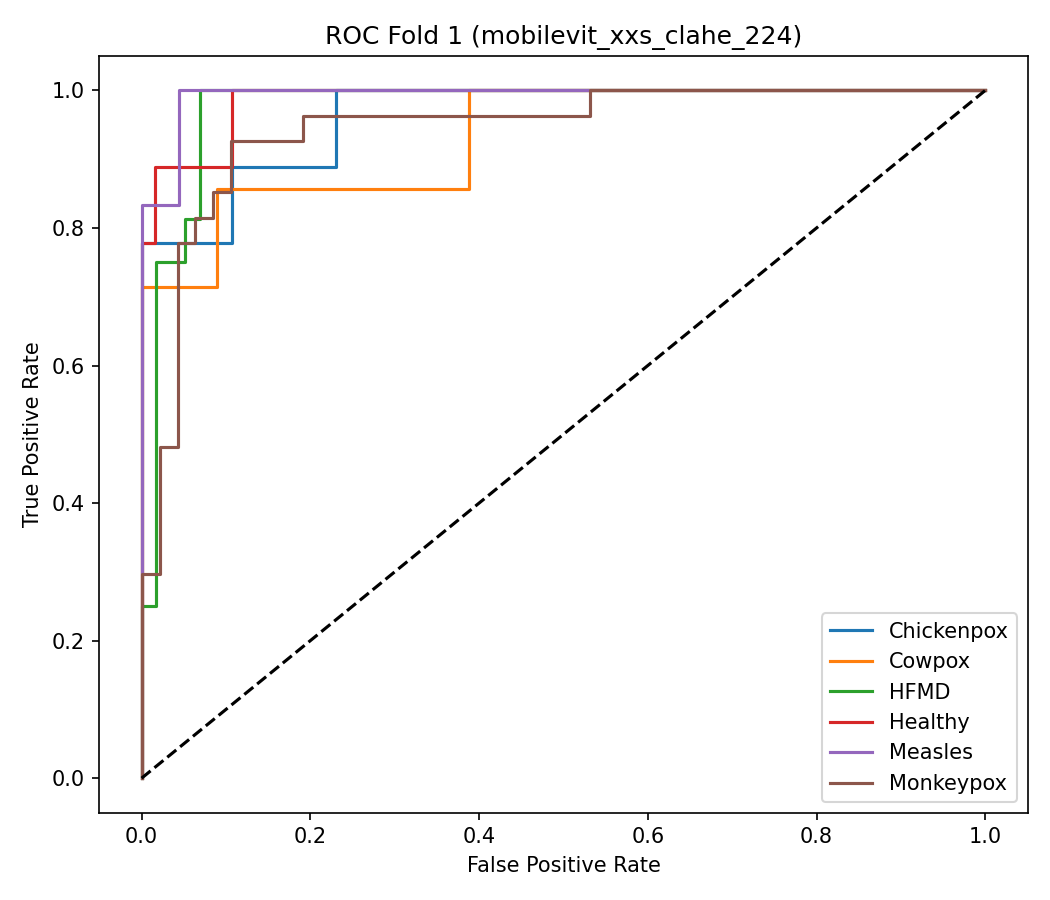 ROC Fold 1 (mobilevit_xxs_clahe_224)
True Positive Rate
1.0
0.8
0.6
0.4
0.2
0.0
0.0 0.2 0.4 0.6 0.8 1.0
False Positive Rate
Chickenpox
Cowpox
HFMD
Healthy
Measles
Monkeypox